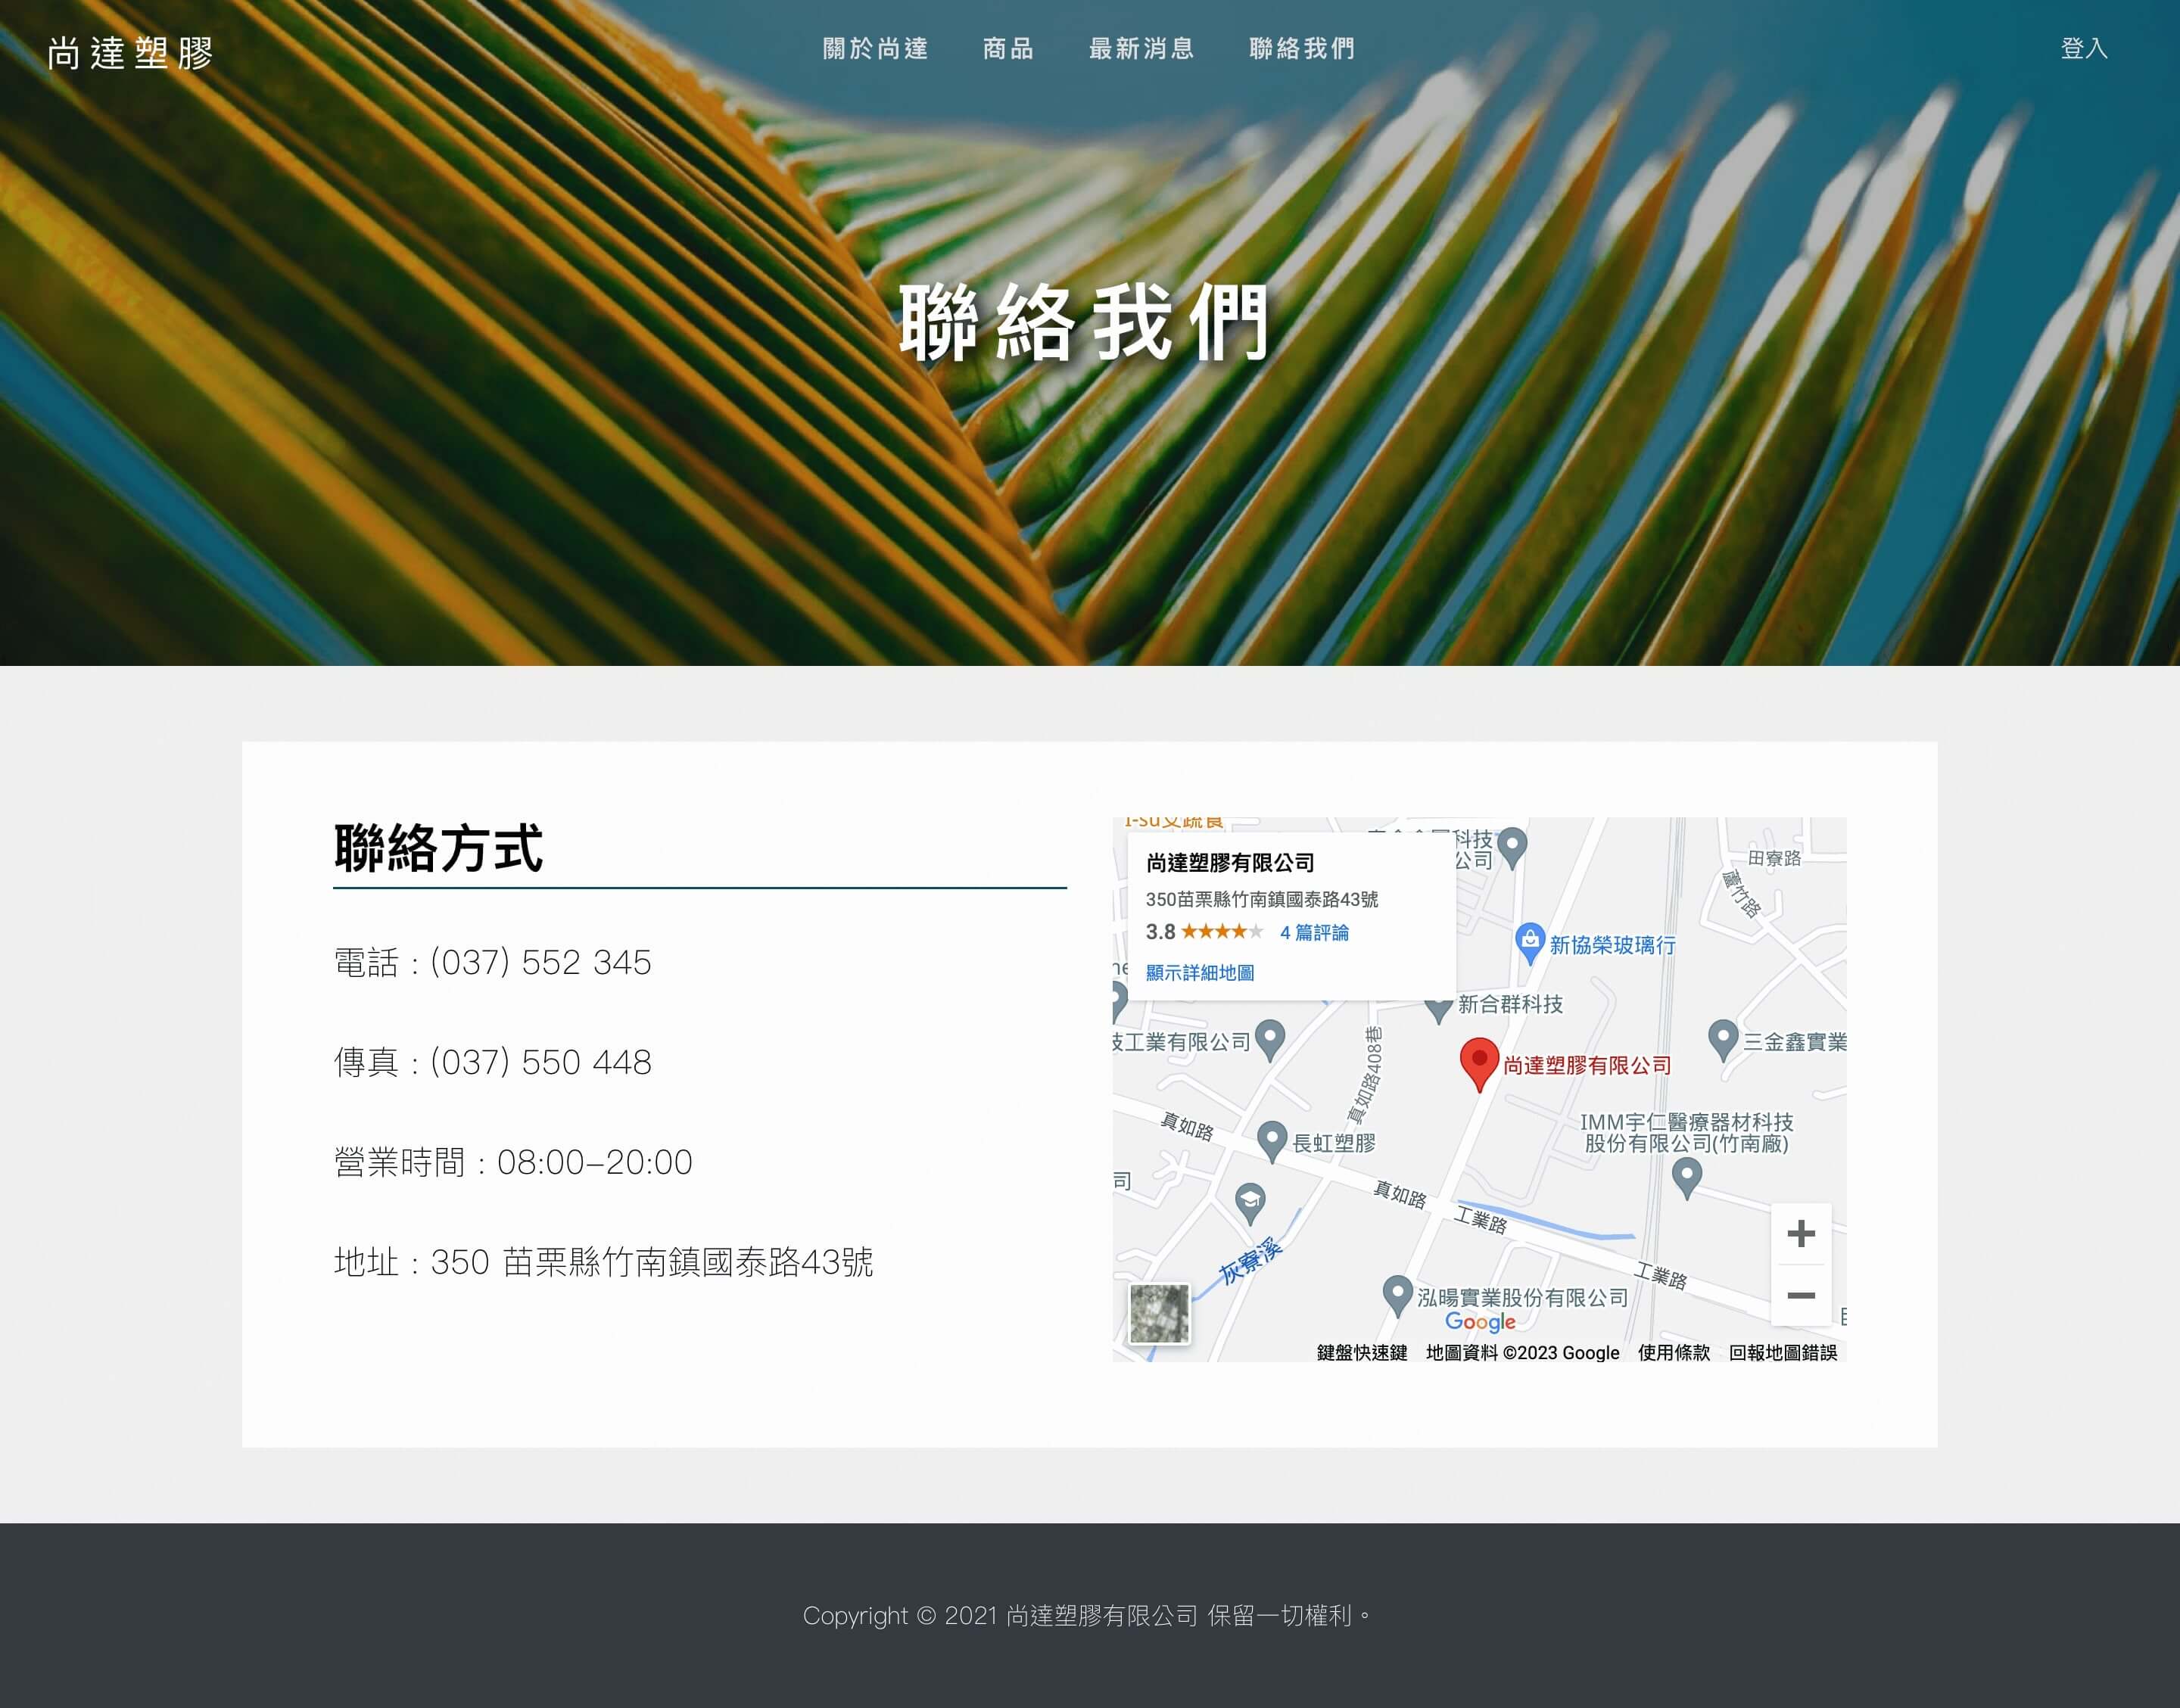 尚達塑膠
關於尚達 商品 最新消息 聯絡我們
登入
聯絡我們
聯絡方式
電話 : (037) 552 345
傳真 : (037) 550 448
營業時間 : 08:00–20:00
地址 : 350 苗栗縣竹南鎮國泰路43號
尚達塑膠有限公司
350苗栗縣竹南鎮國泰路43號
3.8 ★★★★★ 4 篇評論
顯示詳細地圖
科技
公司
田寮路
蘆竹路
新協榮玻璃行
新合群科技
工業有限公司
真如路408巷
尚達塑膠有限公司
三金鑫實業
真如路
長虹塑膠
IMM宇仁醫療器材科技
股份有限公司(竹南廠)
司
真如路
工業路
灰寮溪
工業路
泓暘實業股份有限公司
Google
鍵盤快速鍵 地圖資料 ©2023 Google 使用條款 回報地圖錯誤
Copyright © 2021 尚達塑膠有限公司 保留一切權利。